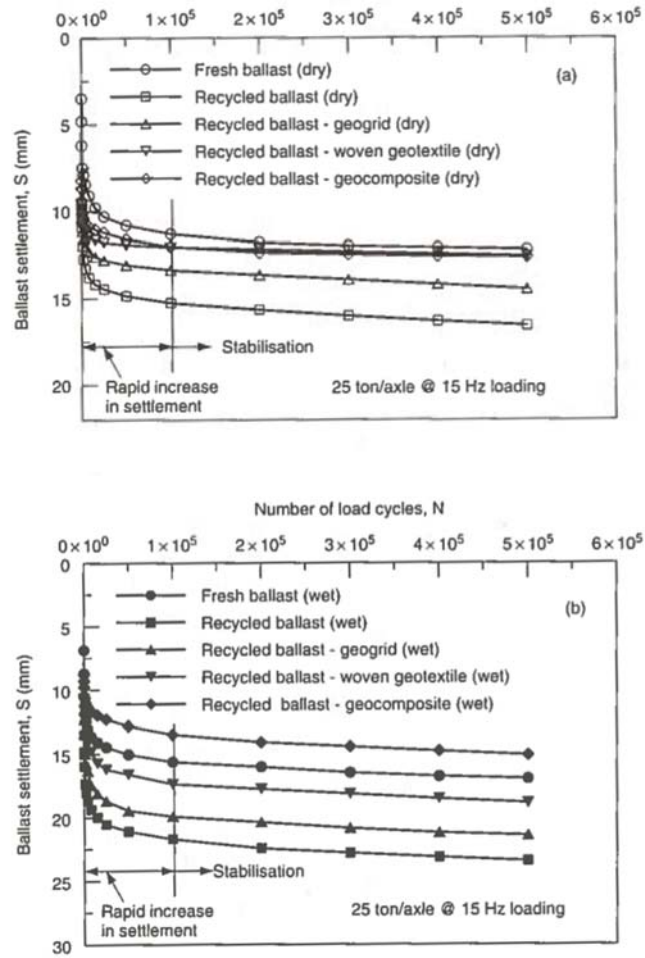 0×10⁰ 1×10⁵ 2×10⁵ 3×10⁵ 4×10⁵ 5×10⁵ 6×10⁵
0
5
10
15
20
Ballast settlement, S (mm)
Fresh ballast (dry)
(a)
Recycled ballast (dry)
Recycled ballast - geogrid (dry)
Recycled ballast - woven geotextile (dry)
Recycled ballast - geocomposite (dry)
Stabilisation
Rapid increase
in settlement
25 ton/axle @ 15 Hz loading
Number of load cycles, N
0×10⁰ 1×10⁵ 2×10⁵ 3×10⁵ 4×10⁵ 5×10⁵ 6×10⁵
0
5
10
15
20
25
30
Ballast settlement, S (mm)
Fresh ballast (wet)
(b)
Recycled ballast (wet)
Recycled ballast - geogrid (wet)
Recycled ballast - woven geotextile (wet)
Recycled ballast - geocomposite (wet)
Stabilisation
Rapid increase
in settlement
25 ton/axle @ 15 Hz loading